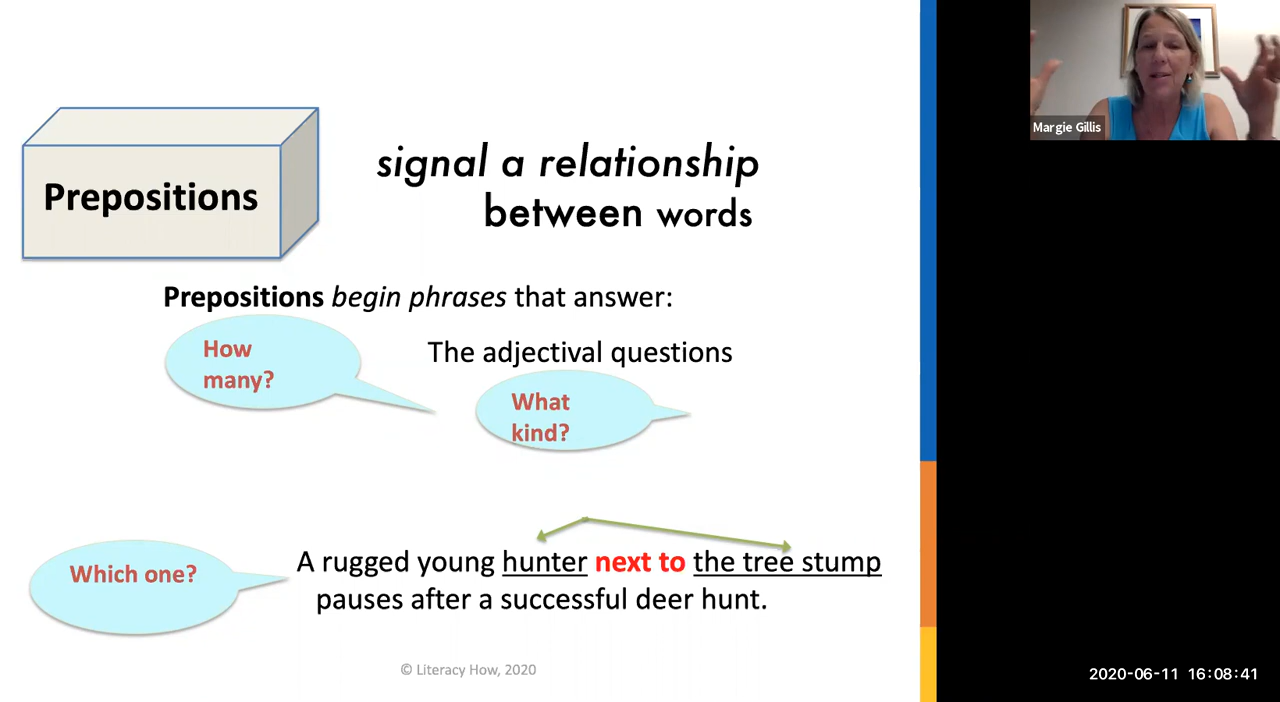 Prepositions
signal a relationship
between words
Prepositions begin phrases that answer:
How
many?
The adjectival questions
What
kind?
Which one?
A rugged young hunter next to the tree stump
pauses after a successful deer hunt.
© Literacy How, 2020
Margie Gillis
2020-06-11 16:08:41